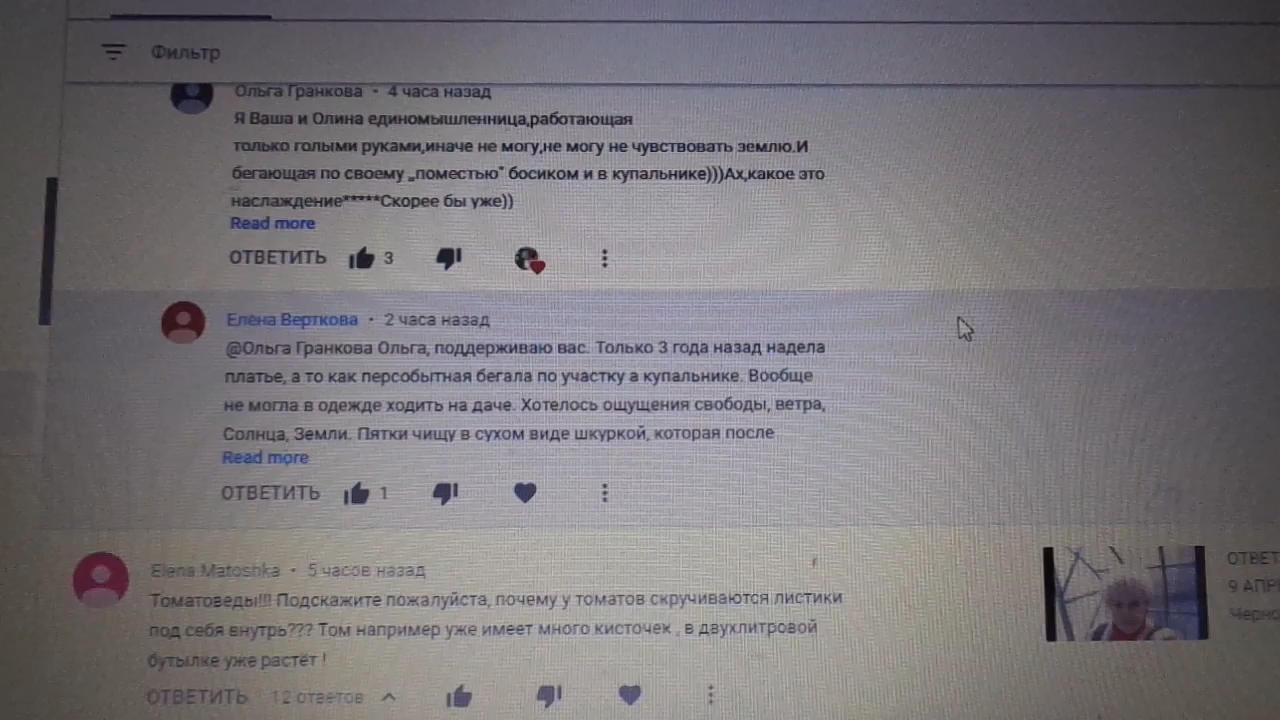 Фильтр
Ольга Гранкова • 4 часа назад
Я Ваша и Олина единомышленница,работающая
только голыми руками,иначе не могу,не могу не чувствовать землю.И
бегающая по своему „поместью" босиком и в купальнике)))Ах,какое это
наслаждение*****Скорее бы уже))
Read more
ОТВЕТИТЬ 3
Елена Верткова • 2 часа назад
@Ольга Гранкова Ольга, поддерживаю вас. Только 3 года назад надела
платье, а то как персобытная бегала по участку а купальнике. Вообще
не могла в одежде ходить на даче. Хотелось ощущения свободы, ветра,
Солнца, Земли. Пятки чищу в сухом виде шкуркой, которая после
Read more
ОТВЕТИТЬ 1
Elena Matoshka • 5 часов назад
Томатоведы!!! Подскажите пожалуйста, почему у томатов скручиваются листики
под себя внутрь??? Том например уже имеет много кисточек , в двухлитровой
бутылке уже растёт !
ОТВЕТИТЬ 12 ответов
ОТВЕТ
9 АПР
Черно